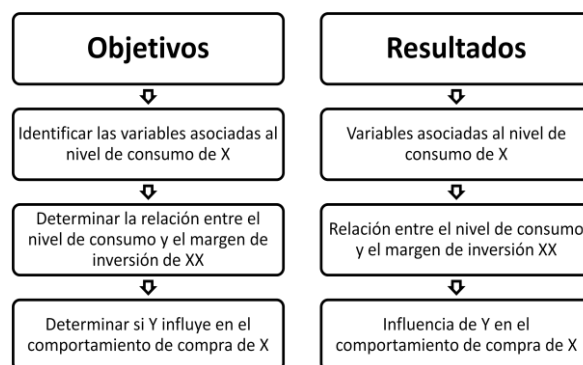 Objetivos
Identificar las variables asociadas al
nivel de consumo de X
Determinar la relación entre el
nivel de consumo y el margen de
inversión de XX
Determinar si Y influye en el
comportamiento de compra de X
Resultados
Variables asociadas al nivel de
consumo de X
Relación entre el nivel de consumo
y el margen de inversión XX
Influencia de Y en el
comportamiento de compra de X